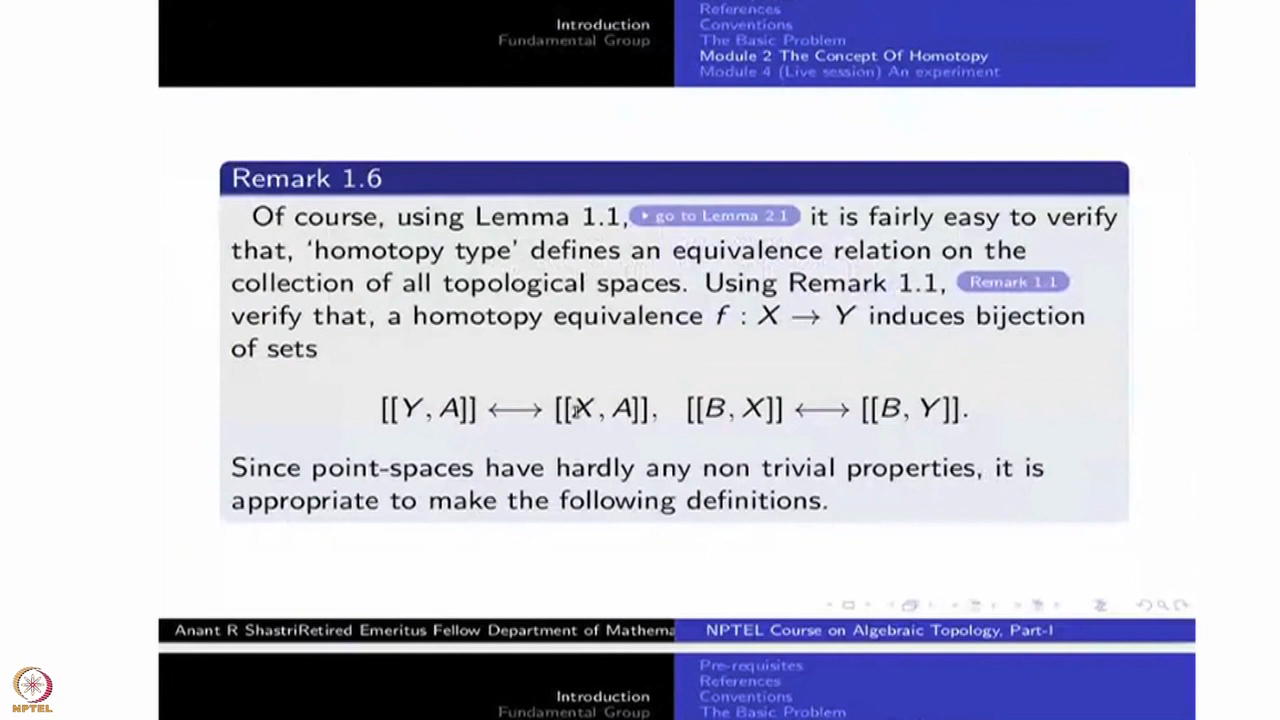 References
Introduction
Conventions
Fundamental Group
The Basic Problem
Module 2 The Concept Of Homotopy
Module 4 (Live session) An experiment
Remark 1.6
Of course, using Lemma 1.1, go to Lemma 2.1 it is fairly easy to verify
that, ‘homotopy type’ defines an equivalence relation on the
collection of all topological spaces. Using Remark 1.1, Remark 1.1
verify that, a homotopy equivalence f : X → Y induces bijection
of sets
[[Y, A]] ⟷ [[X, A]], [[B, X]] ⟷ [[B, Y]].
Since point-spaces have hardly any non trivial properties, it is
appropriate to make the following definitions.
Anant R ShastriRetired Emeritus Fellow Department of Mathema
NPTEL Course on Algebraic Topology, Part-I
Pre-requisites
References
Introduction
Conventions
Fundamental Group
The Basic Problem
NPTEL